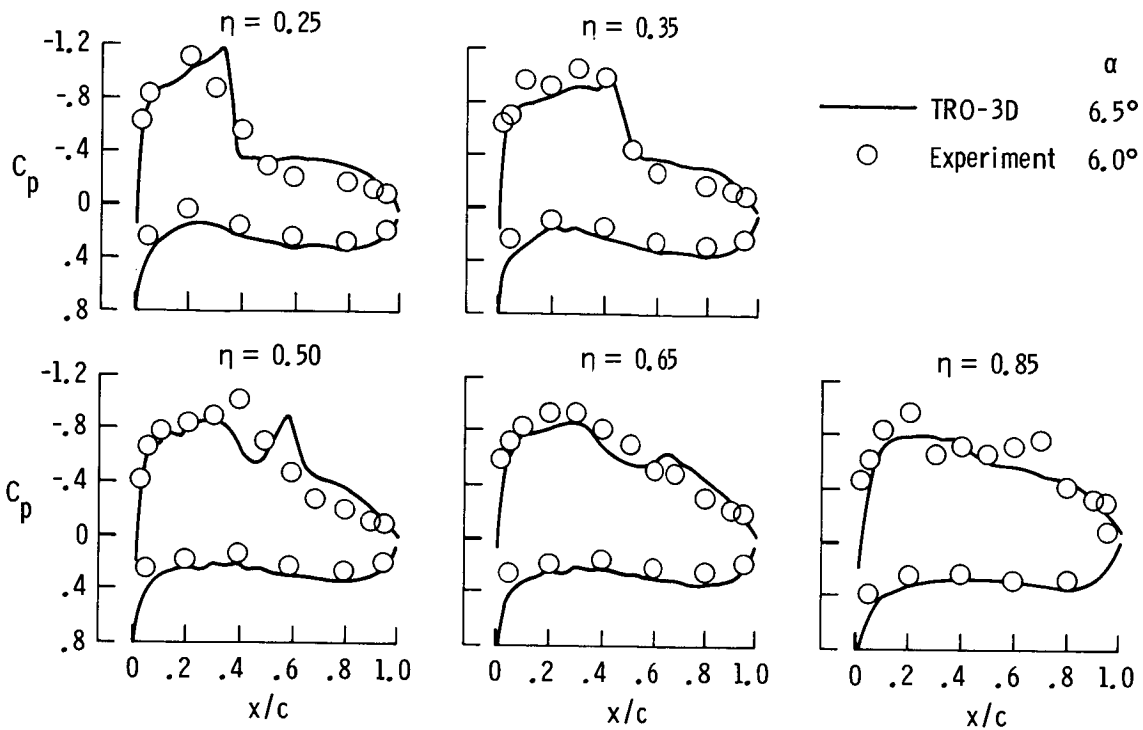 η = 0.25
η = 0.35
α
TRO-3D 6.5°
Experiment 6.0°
-1.2
-.8
-.4
0
.4
.8
C_p
η = 0.50
η = 0.65
η = 0.85
-1.2
-.8
-.4
0
.4
.8
C_p
0 .2 .4 .6 .8 1.0
x/c
0 .2 .4 .6 .8 1.0
x/c
0 .2 .4 .6 .8 1.0
x/c